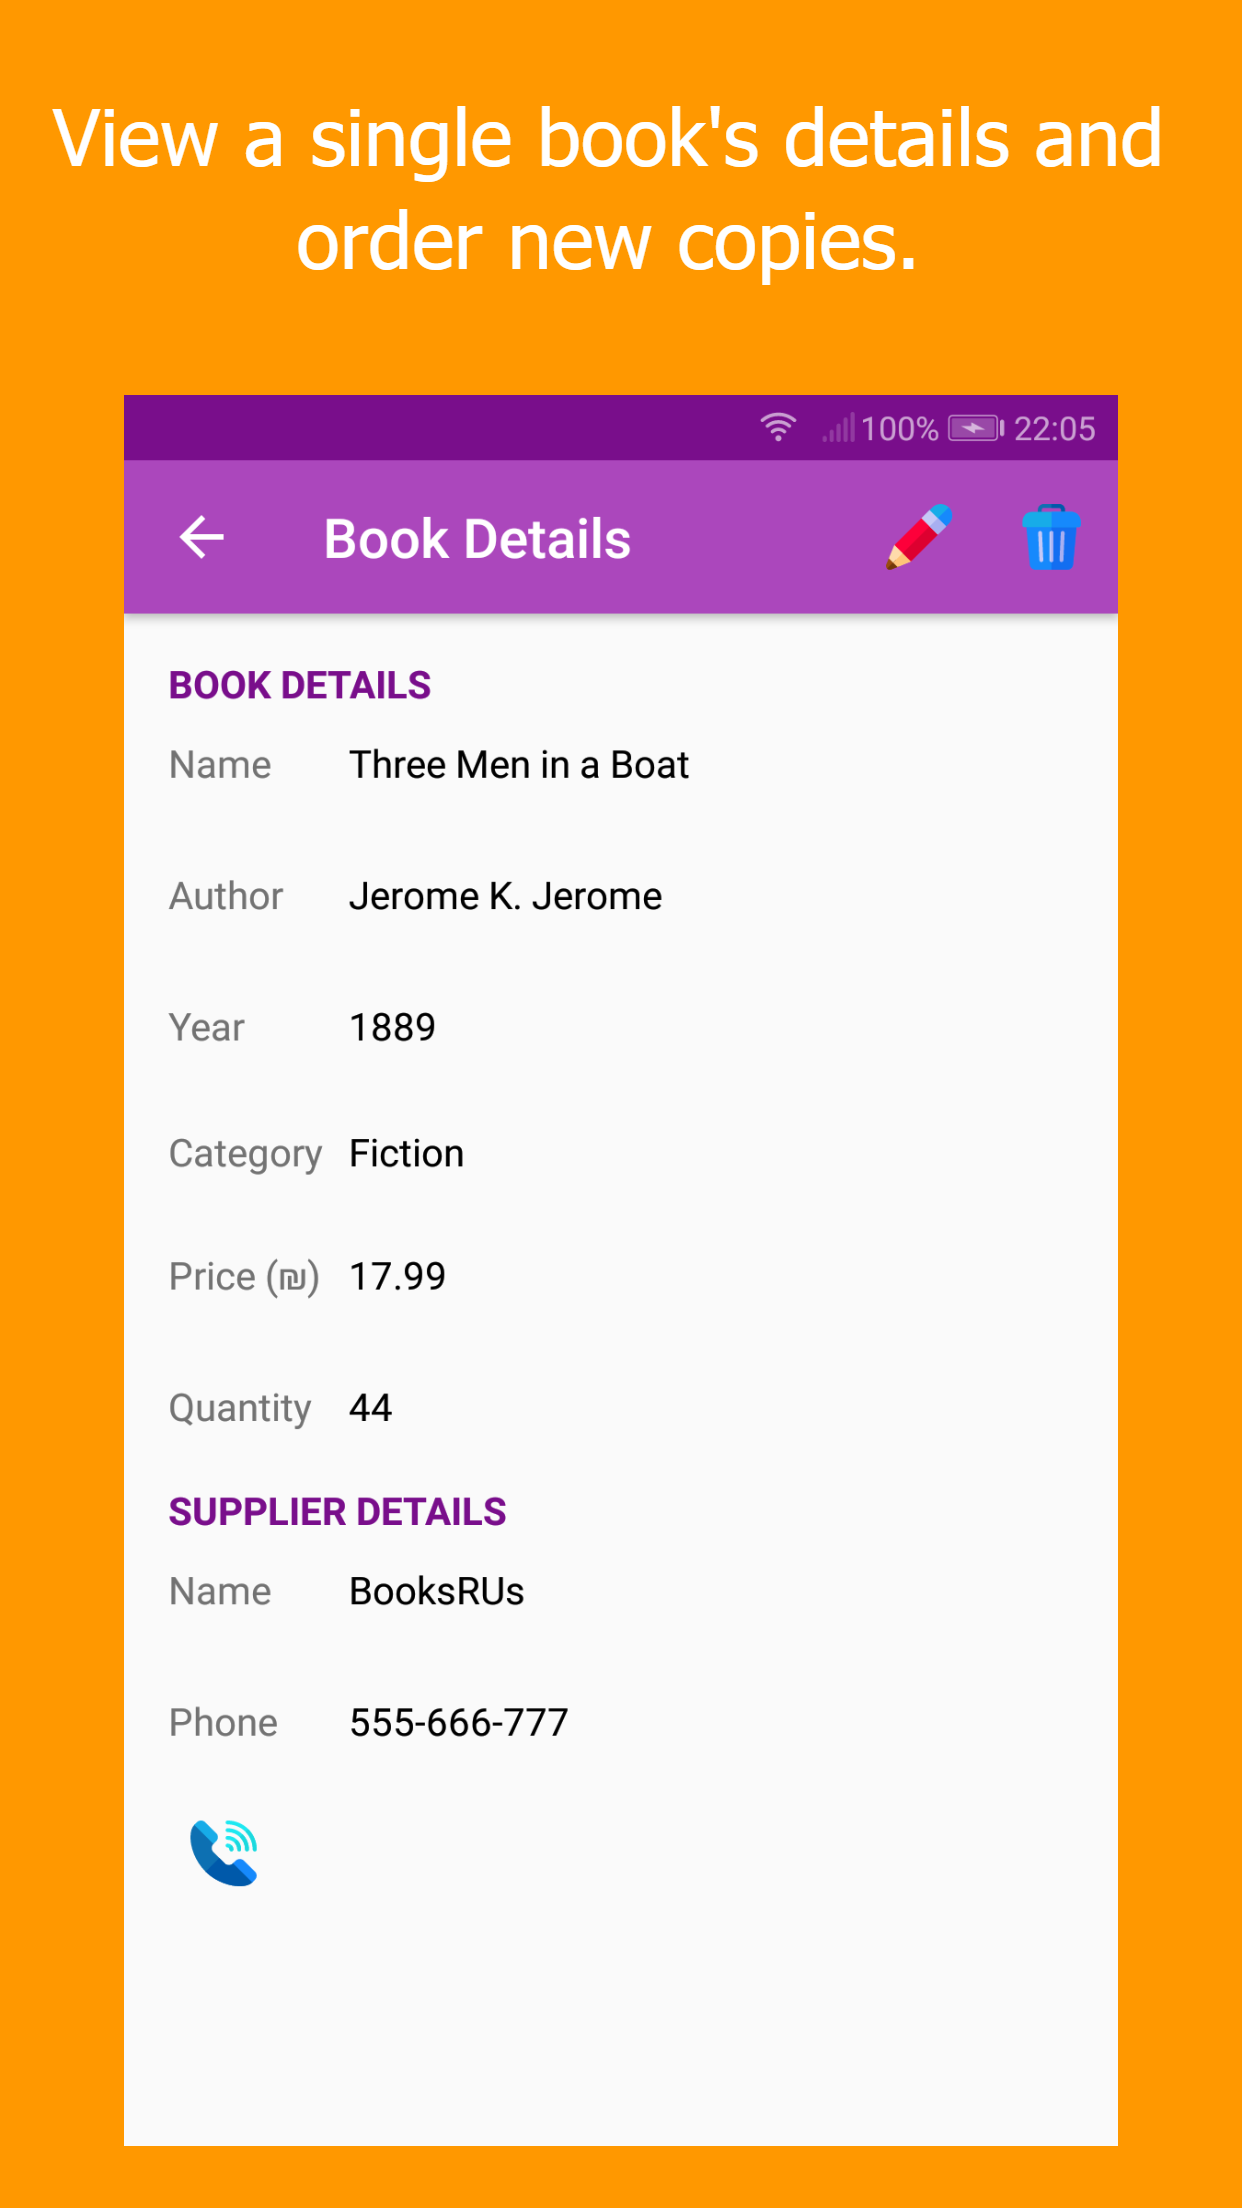 View a single book's details and
order new copies.
100% 22:05
Book Details
BOOK DETAILS
Name Three Men in a Boat
Author Jerome K. Jerome
Year 1889
Category Fiction
Price (₪) 17.99
Quantity 44
SUPPLIER DETAILS
Name BooksRUs
Phone 555-666-777